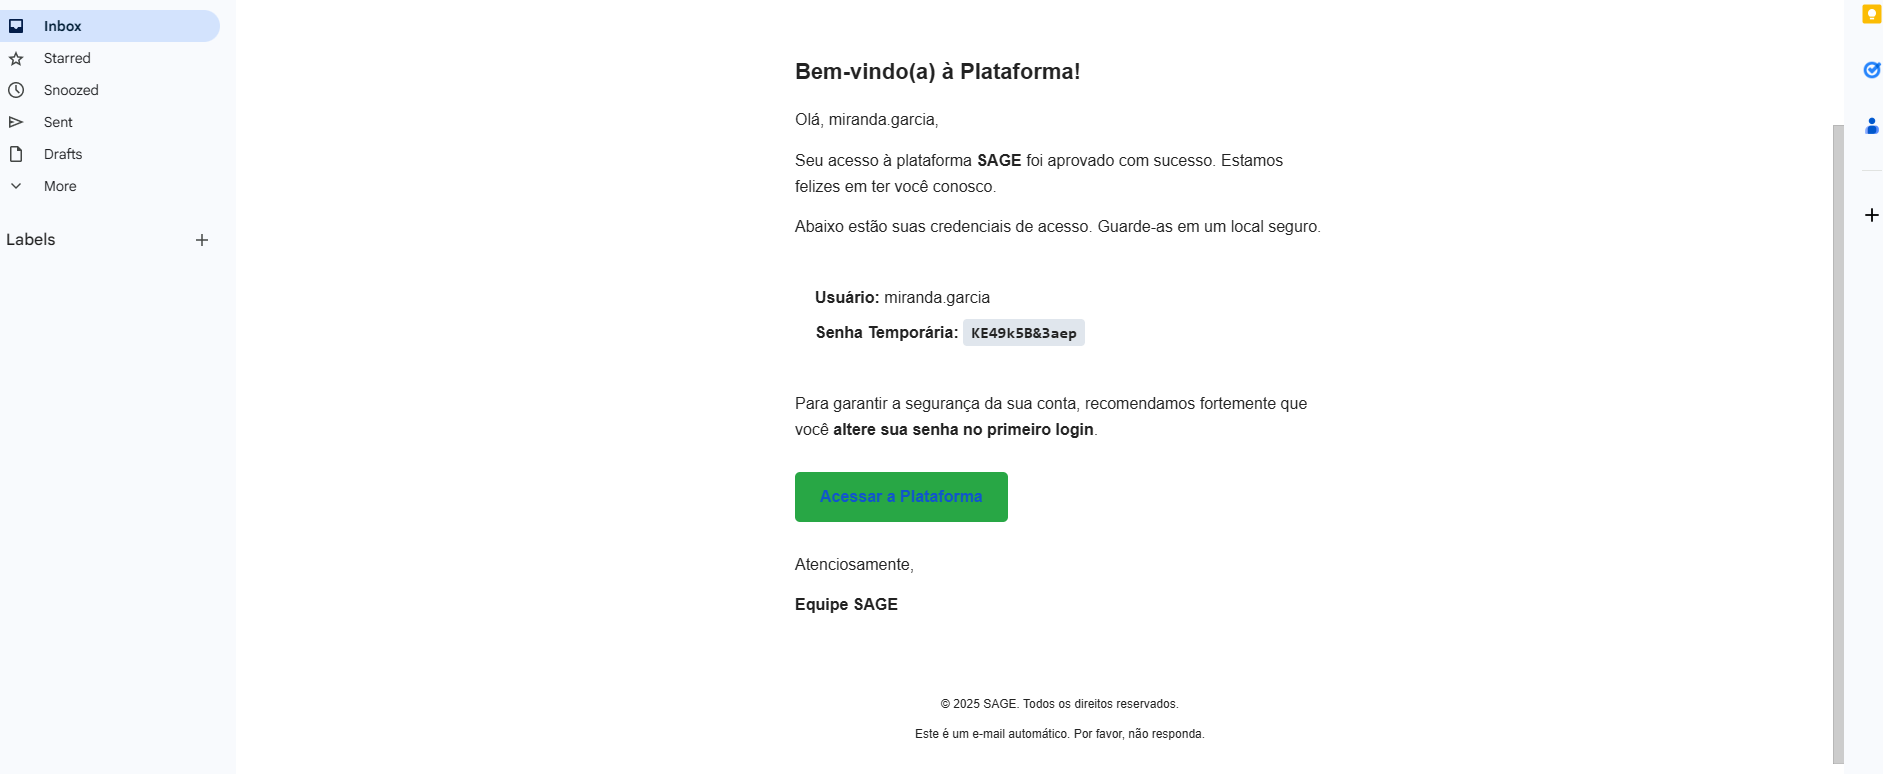 Inbox
Starred
Snoozed
Sent
Drafts
More
Labels
Bem-vindo(a) à Plataforma!
Olá, miranda.garcia,
Seu acesso à plataforma SAGE foi aprovado com sucesso. Estamos
felizes em ter você conosco.
Abaixo estão suas credenciais de acesso. Guarde-as em um local seguro.
Usuário: miranda.garcia
Senha Temporária: KE49k5B&3aep
Para garantir a segurança da sua conta, recomendamos fortemente que
você altere sua senha no primeiro login.
Acessar a Plataforma
Atenciosamente,
Equipe SAGE
© 2025 SAGE. Todos os direitos reservados.
Este é um e-mail automático. Por favor, não responda.